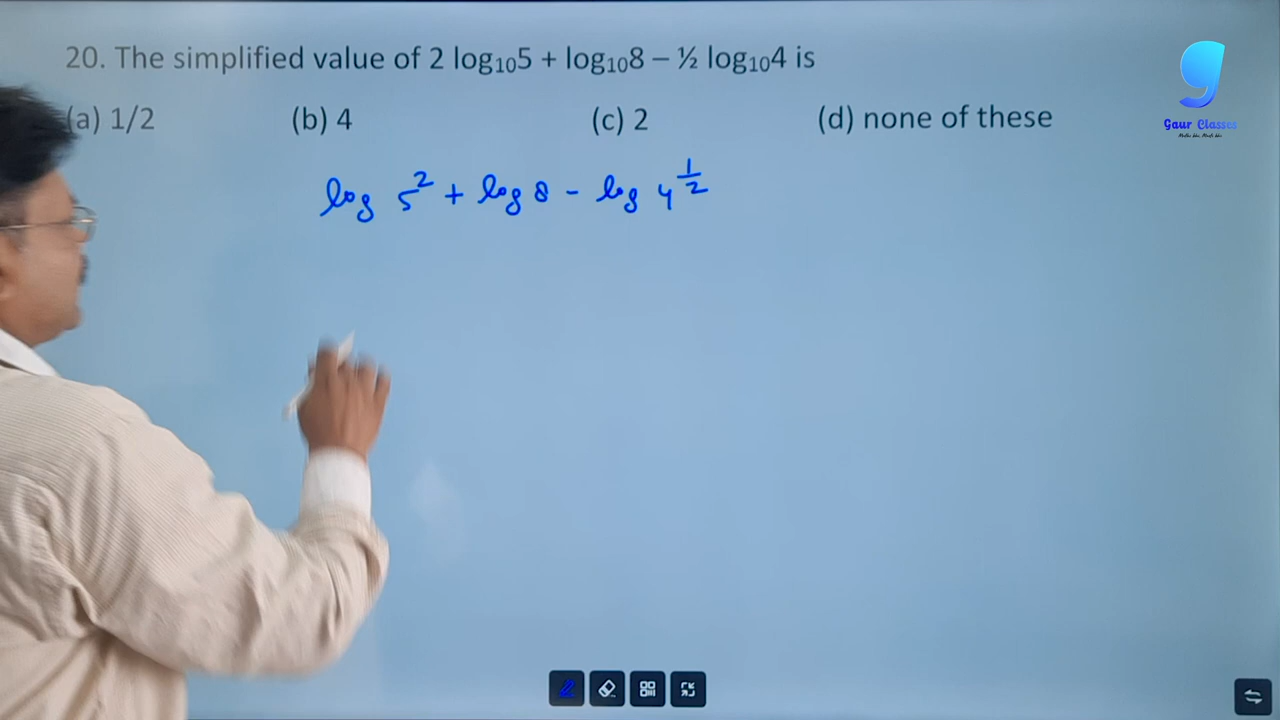 20. The simplified value of 2 log₁₀5 + log₁₀8 – ½ log₁₀4 is
(a) 1/2 (b) 4 (c) 2 (d) none of these
log 5² + log 8 - log 4^½
Gaur Classes